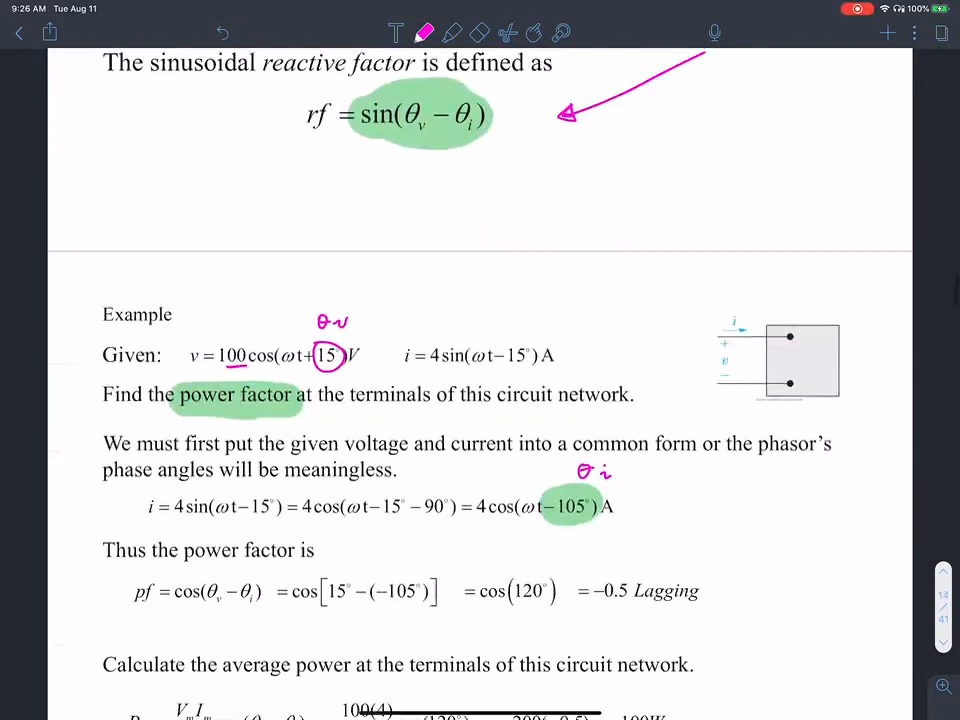 9:26 AM Tue Aug 11
100%
The sinusoidal reactive factor is defined as
rf = sin(θv − θi)
Example
θv
Given: v = 100cos(ωt+15°)V i = 4sin(ωt−15°)A
i
+
v
−
Find the power factor at the terminals of this circuit network.
We must first put the given voltage and current into a common form or the phasor's
phase angles will be meaningless.
θi
i = 4sin(ωt−15°) = 4cos(ωt−15° − 90°) = 4cos(ωt−105°)A
Thus the power factor is
pf = cos(θv − θi) = cos[15° −(−105°)] = cos(120°) = −0.5 Lagging
14
/
41
Calculate the average power at the terminals of this circuit network.